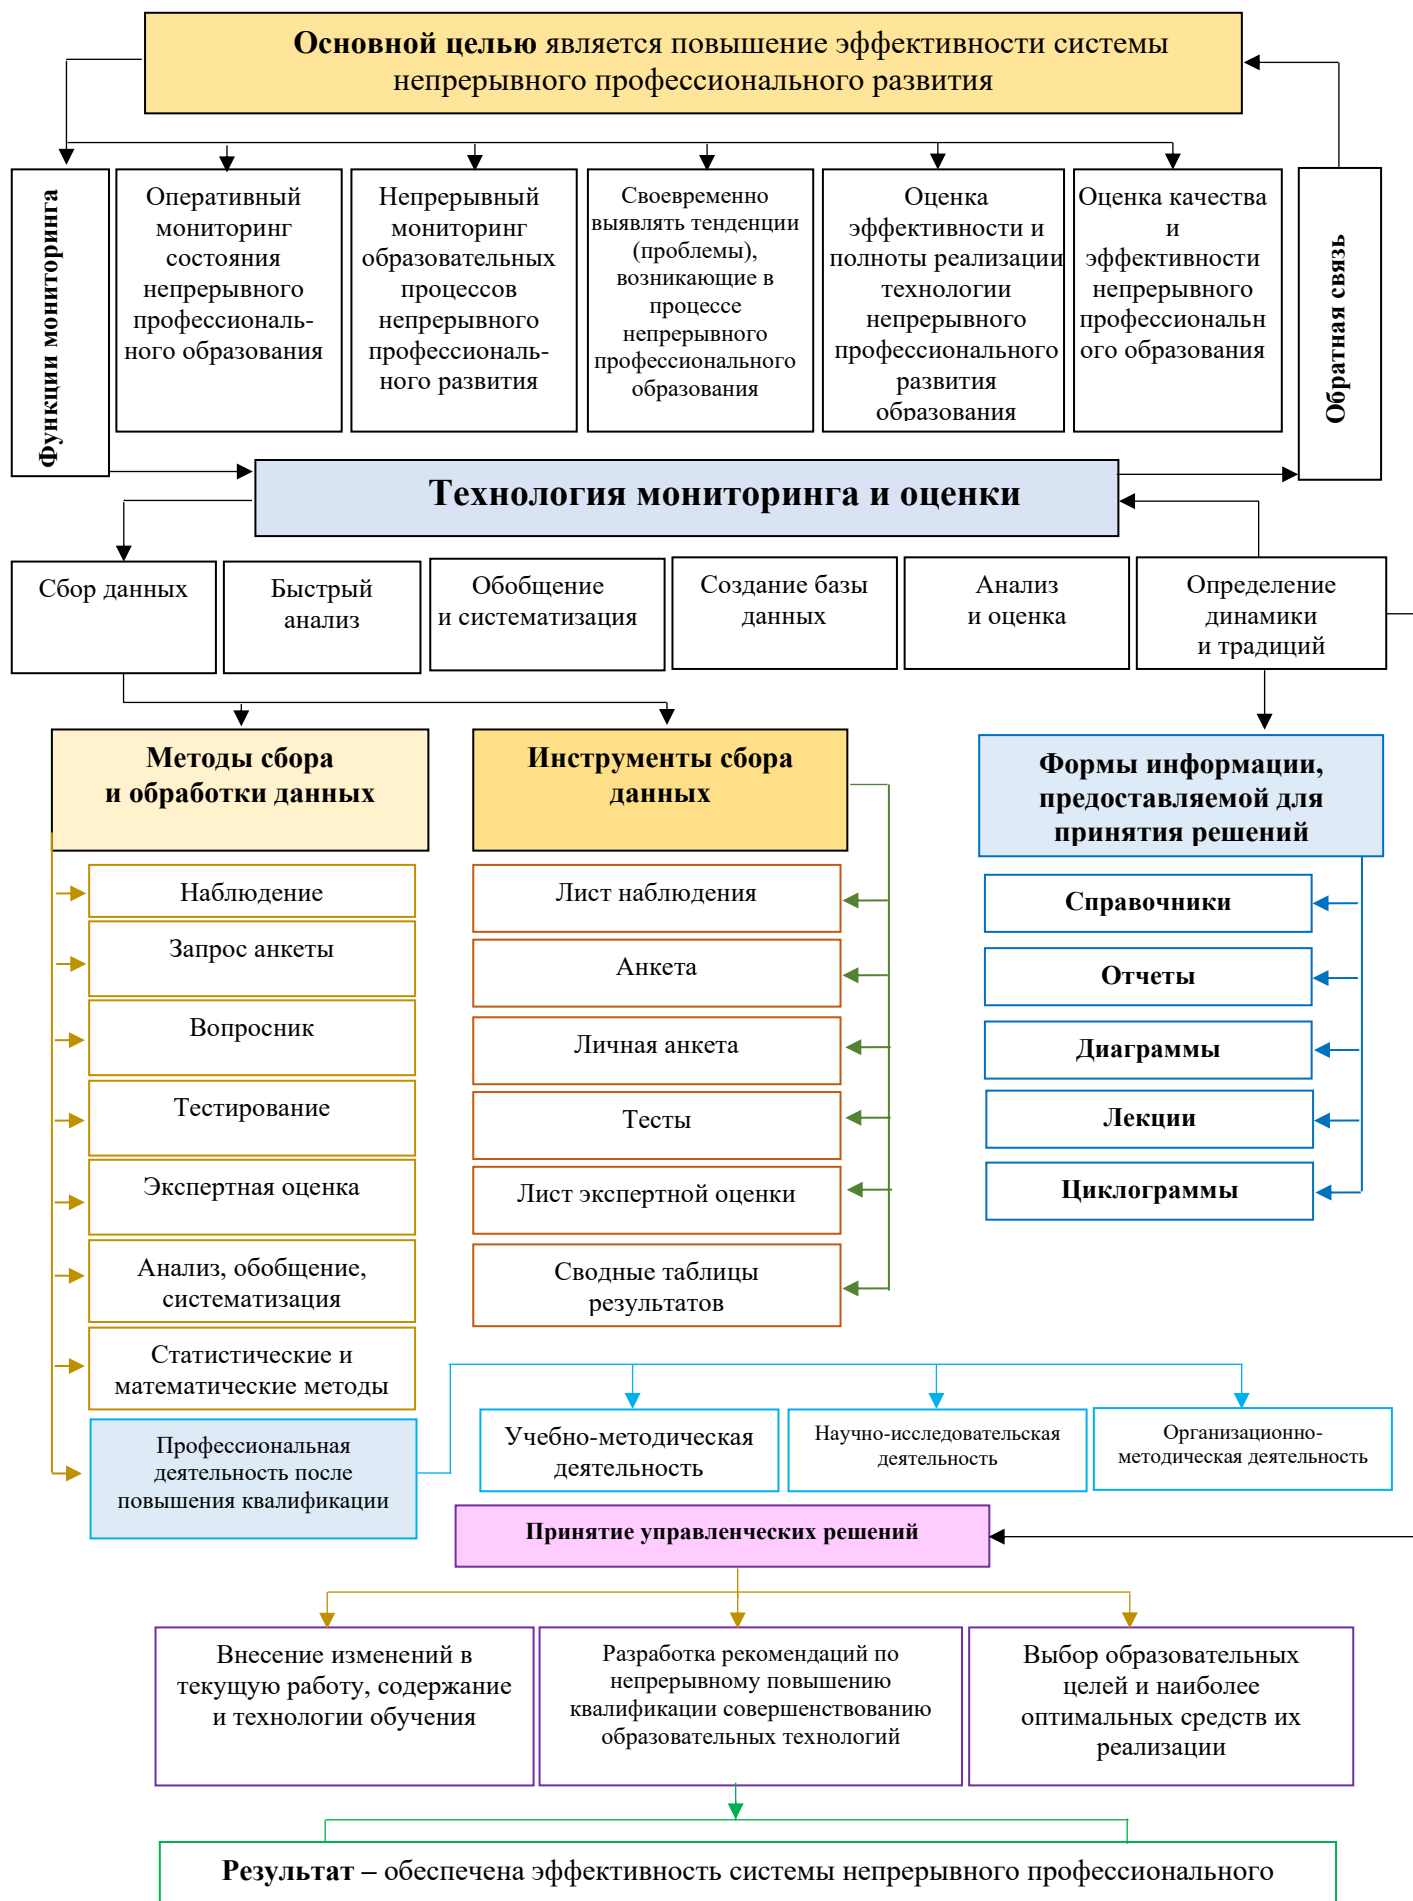 Основной целью является повышение эффективности системы
непрерывного профессионального развития
Функции мониторинга
Оперативный
мониторинг
состояния
непрерывного
профессиональ-
ного образования
Непрерывный
мониторинг
образовательных
процессов
непрерывного
профессиональ-
ного развития
Своевременно
выявлять тенденции
(проблемы),
возникающие в
процессе
непрерывного
профессионального
образования
Оценка
эффективности и
полноты реализации
технологии
непрерывного
профессионального
развития
образования
Оценка качества
и
эффективности
непрерывного
профессиональн
ого образования
Обратная связь
Технология мониторинга и оценки
Сбор данных
Быстрый
анализ
Обобщение
и систематизация
Создание базы
данных
Анализ
и оценка
Определение
динамики
и традиций
Методы сбора
и обработки данных
Инструменты сбора
данных
Формы информации,
предоставляемой для
принятия решений
Наблюдение
Запрос анкеты
Вопросник
Тестирование
Экспертная оценка
Анализ, обобщение,
систематизация
Статистические и
математические методы
Профессиональная
деятельность после
повышения квалификации
Лист наблюдения
Анкета
Личная анкета
Тесты
Лист экспертной оценки
Сводные таблицы
результатов
Справочники
Отчеты
Диаграммы
Лекции
Циклограммы
Учебно-методическая
деятельность
Научно-исследовательская
деятельность
Организационно-
методическая деятельность
Принятие управленческих решений
Внесение изменений в
текущую работу, содержание
и технологии обучения
Разработка рекомендаций по
непрерывному повышению
квалификации совершенствованию
образовательных технологий
Выбор образовательных
целей и наиболее
оптимальных средств их
реализации
Результат – обеспечена эффективность системы непрерывного профессионального